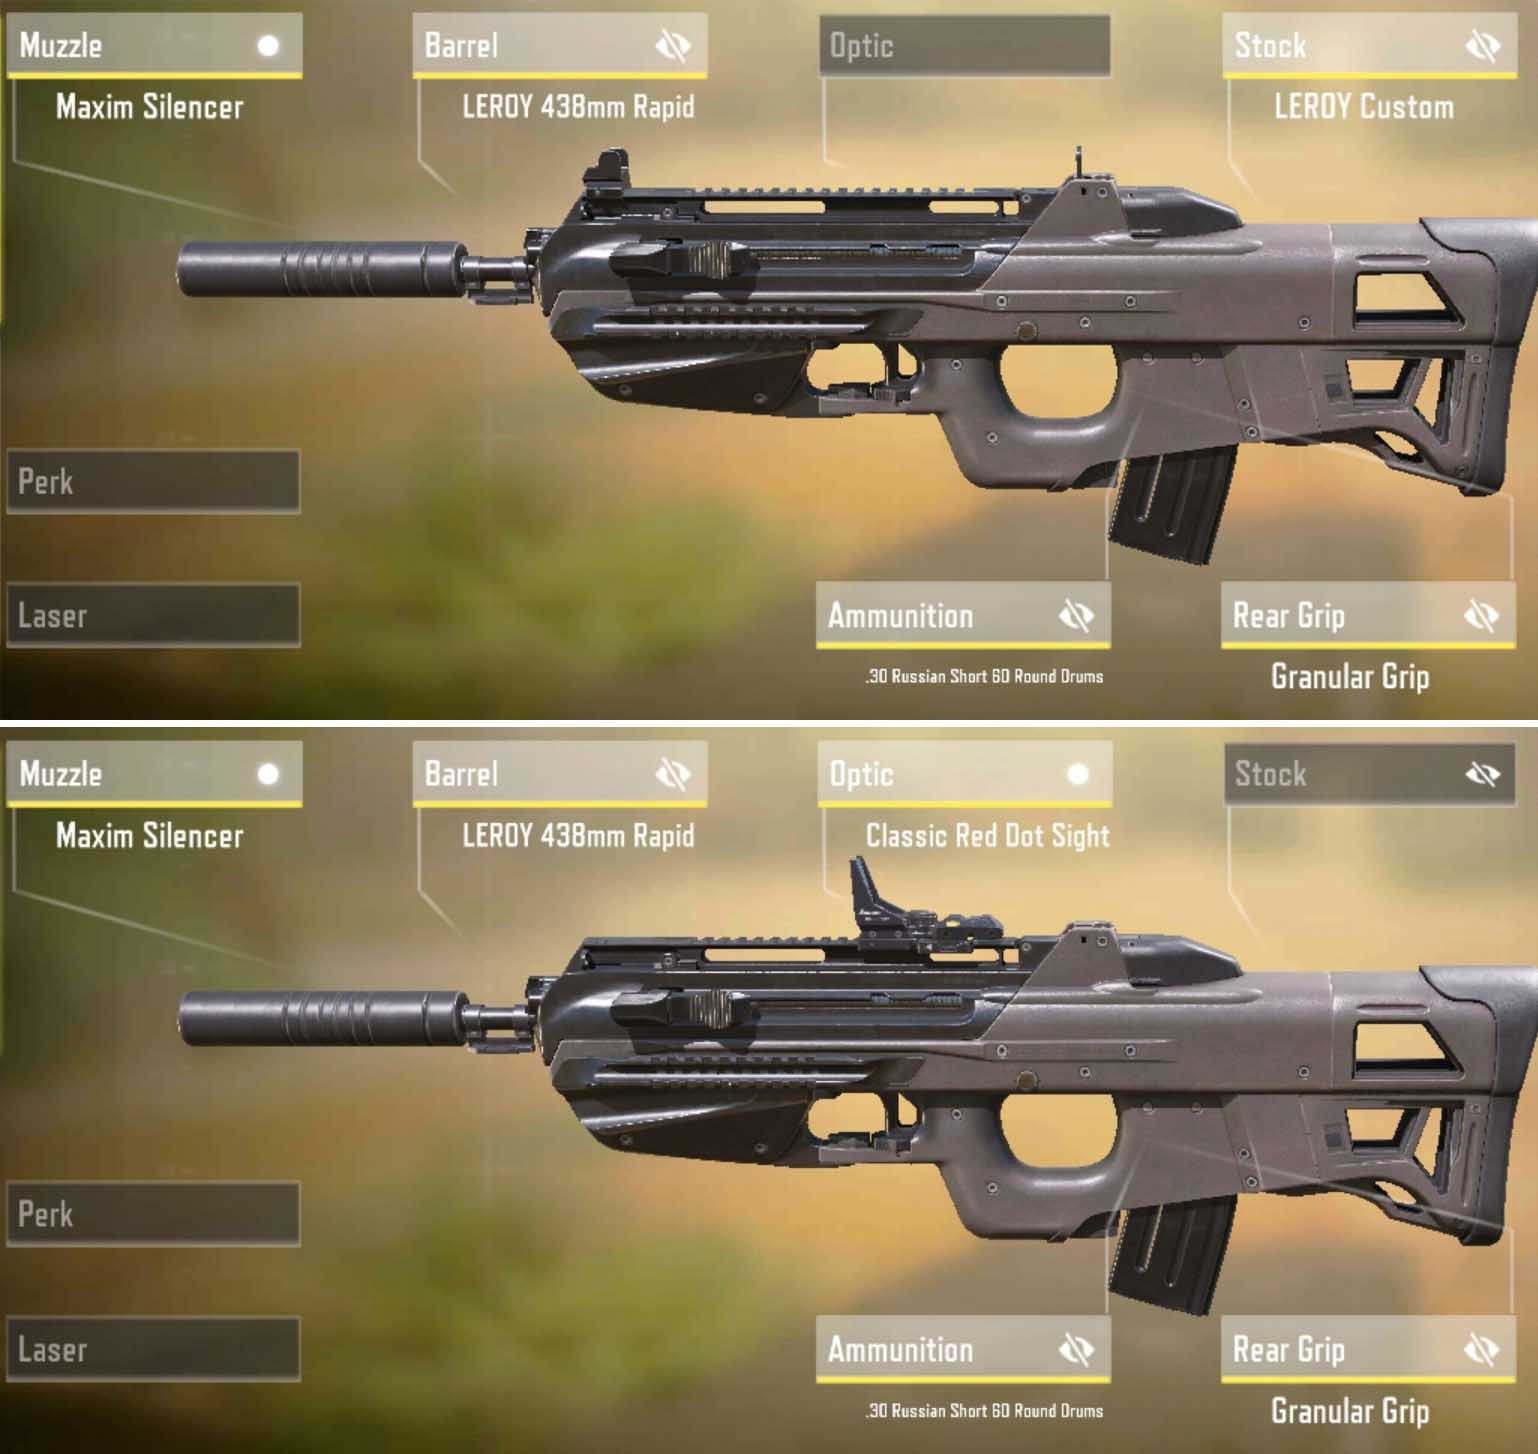 Muzzle Barrel Optic Stock
Maxim Silencer LEROY 438mm Rapid LEROY Custom
Perk
Laser Ammunition Rear Grip
.30 Russian Short 60 Round Drums Granular Grip
Muzzle Barrel Optic Stock
Maxim Silencer LEROY 438mm Rapid Classic Red Dot Sight
Perk
Laser Ammunition Rear Grip
.30 Russian Short 60 Round Drums Granular Grip